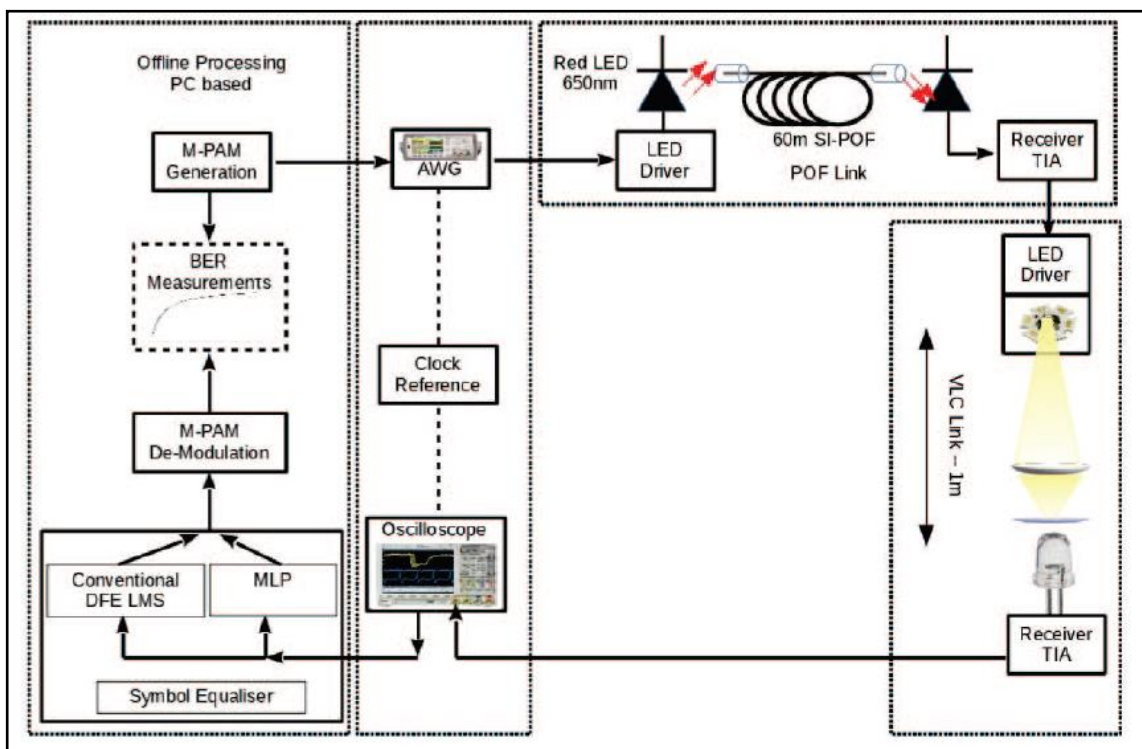 Offline Processing
PC based
M-PAM
Generation
BER
Measurements
M-PAM
De-Modulation
Conventional
DFE LMS
MLP
Symbol Equaliser
AWG
Clock
Reference
Oscilloscope
Red LED
650nm
LED
Driver
60m SI-POF
POF Link
Receiver
TIA
LED
Driver
VLC Link – 1m
Receiver
TIA